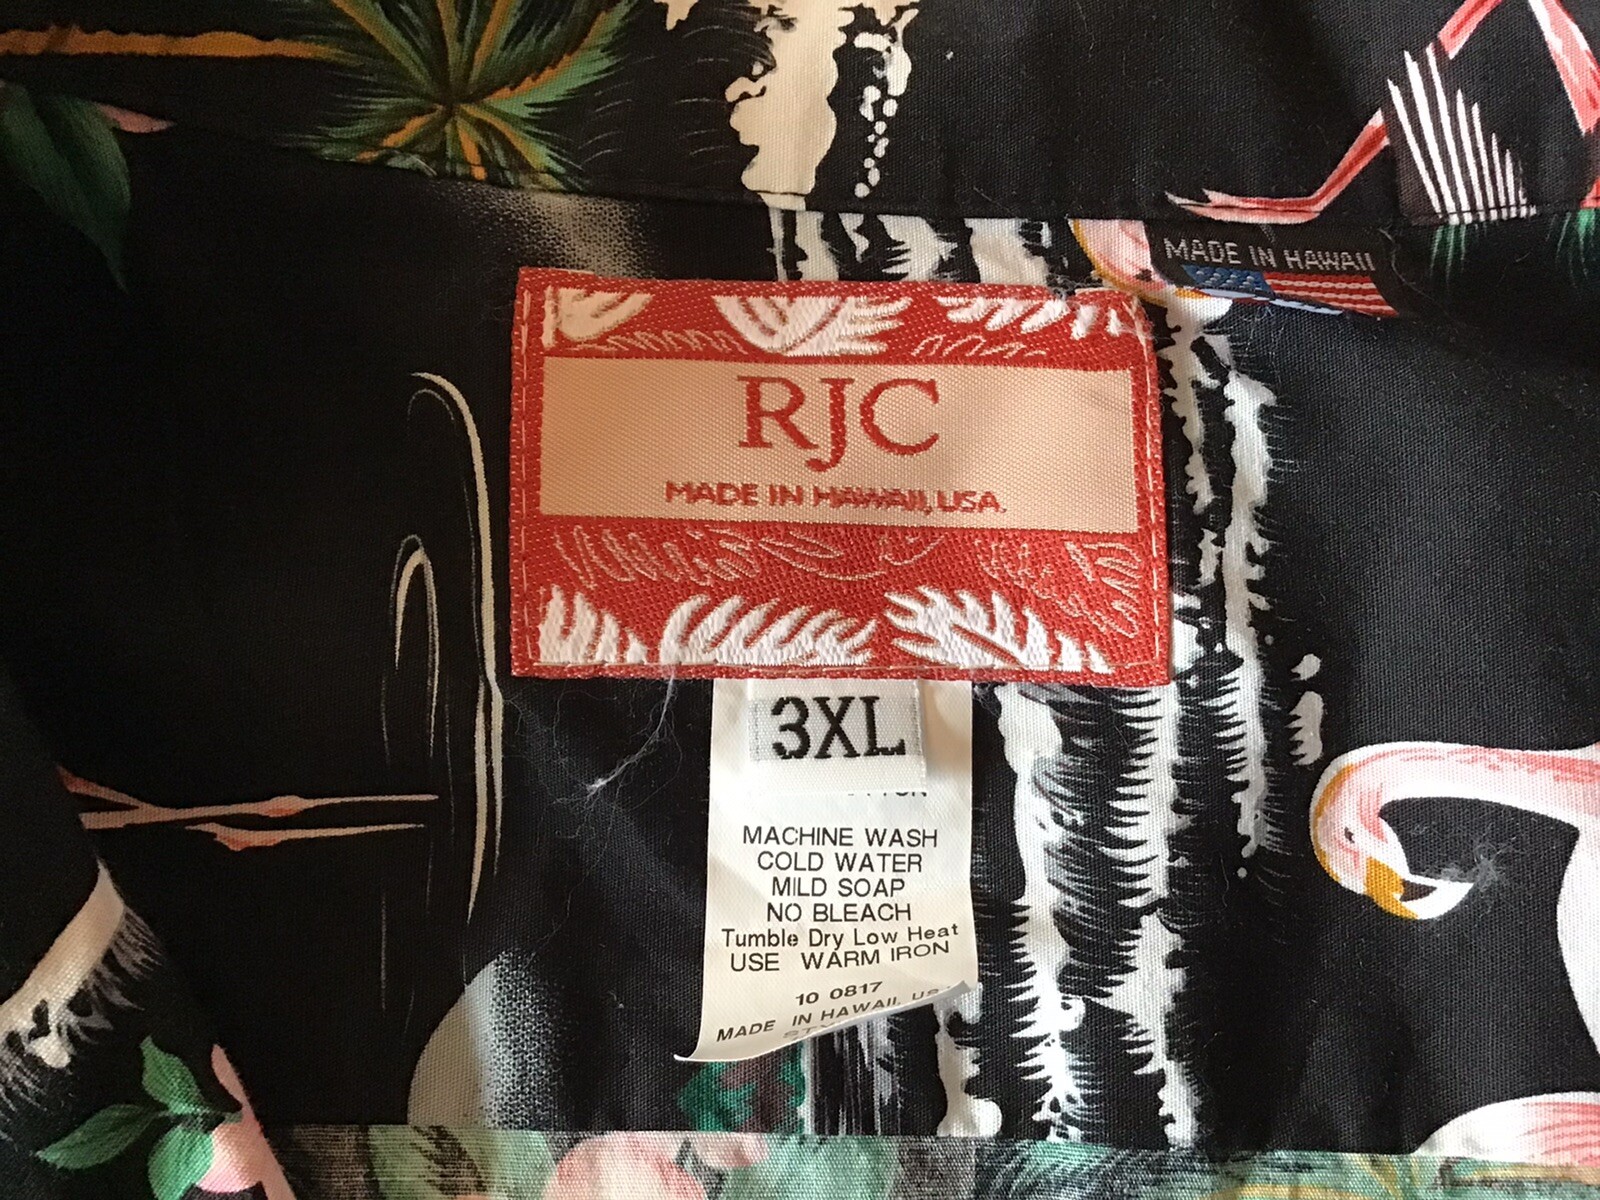 MADE IN HAWAII
RJC
MADE IN HAWAII, USA.
3XL
MACHINE WASH
COLD WATER
MILD SOAP
NO BLEACH
Tumble Dry Low Heat
USE WARM IRON
10 0817
MADE IN HAWAII, USA